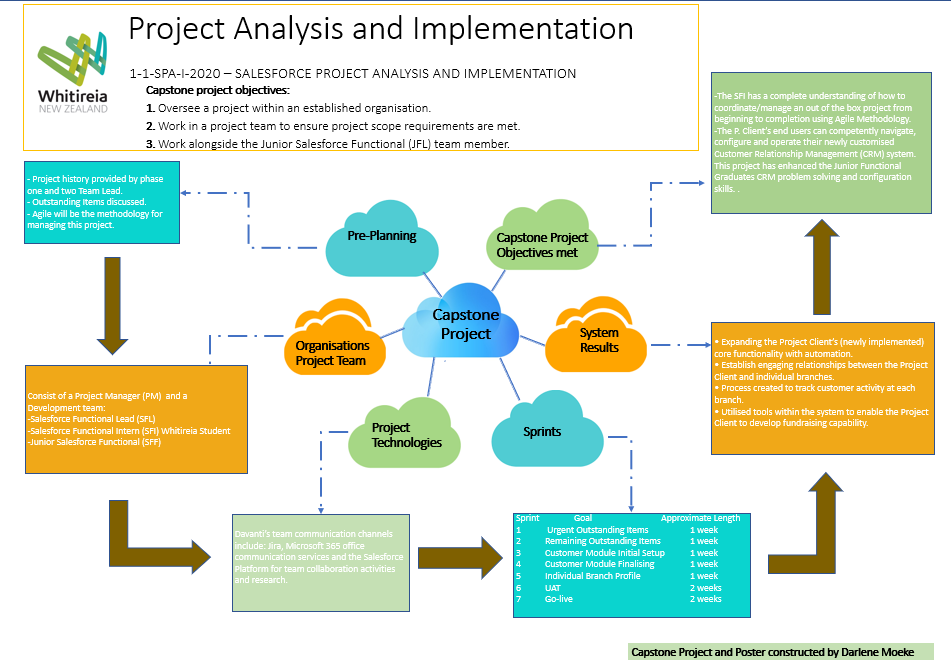 Project Analysis and Implementation
Whitireia
NEW ZEALAND
1-1-SPA-I-2020 – SALESFORCE PROJECT ANALYSIS AND IMPLEMENTATION
Capstone project objectives:
1. Oversee a project within an established organisation.
2. Work in a project team to ensure project scope requirements are met.
3. Work alongside the Junior Salesforce Functional (JFL) team member.
- Project history provided by phase
one and two Team Lead.
- Outstanding Items discussed.
- Agile will be the methodology for
managing this project.
Pre-Planning
Capstone Project
Objectives met
-The SFI has a complete understanding of how to
coordinate/manage an out of the box project from
beginning to completion using Agile Methodology.
-The P. Client's end users can competently navigate,
configure and operate their newly customised
Customer Relationship Management (CRM) system.
This project has enhanced the Junior Functional
Graduates CRM problem solving and configuration
skills. .
Capstone
Project
Organisations
Project Team
System
Results
Consist of a Project Manager (PM) and a
Development team:
-Salesforce Functional Lead (SFL)
-Salesforce Functional Intern (SFI) Whitireia Student
-Junior Salesforce Functional (SFF)
• Expanding the Project Client's (newly implemented)
core functionality with automation.
• Establish engaging relationships between the Project
Client and individual branches.
• Process created to track customer activity at each
branch.
• Utilised tools within the system to enable the Project
Client to develop fundraising capability.
Project
Technologies
Sprints
Davanti's team communication channels
include: Jira, Microsoft 365 office
communication services and the Salesforce
Platform for team collaboration activities
and research.
Sprint Goal Approximate Length
1 Urgent Outstanding Items 1 week
2 Remaining Outstanding Items 1 week
3 Customer Module Initial Setup 1 week
4 Customer Module Finalising 1 week
5 Individual Branch Profile 1 week
6 UAT 2 weeks
7 Go-live 2 weeks
Capstone Project and Poster constructed by Darlene Moeke